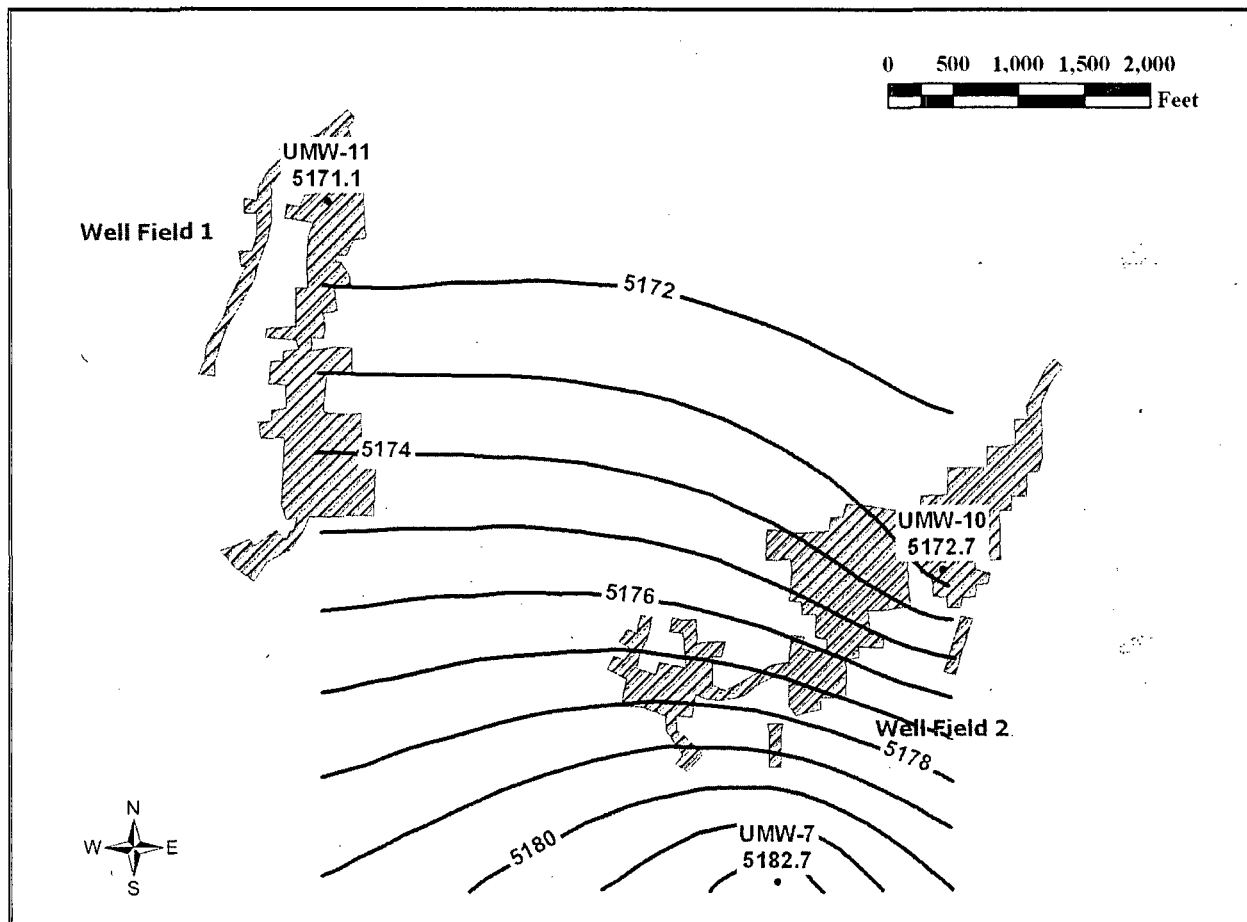 0 500 1,000 1,500 2,000
Feet
UMW-11
5171.1
Well Field 1
5172
5174
UMW-10
5172.7
5176
Well Field 2
5178
UMW-7
5180
5182.7
N
W E
S